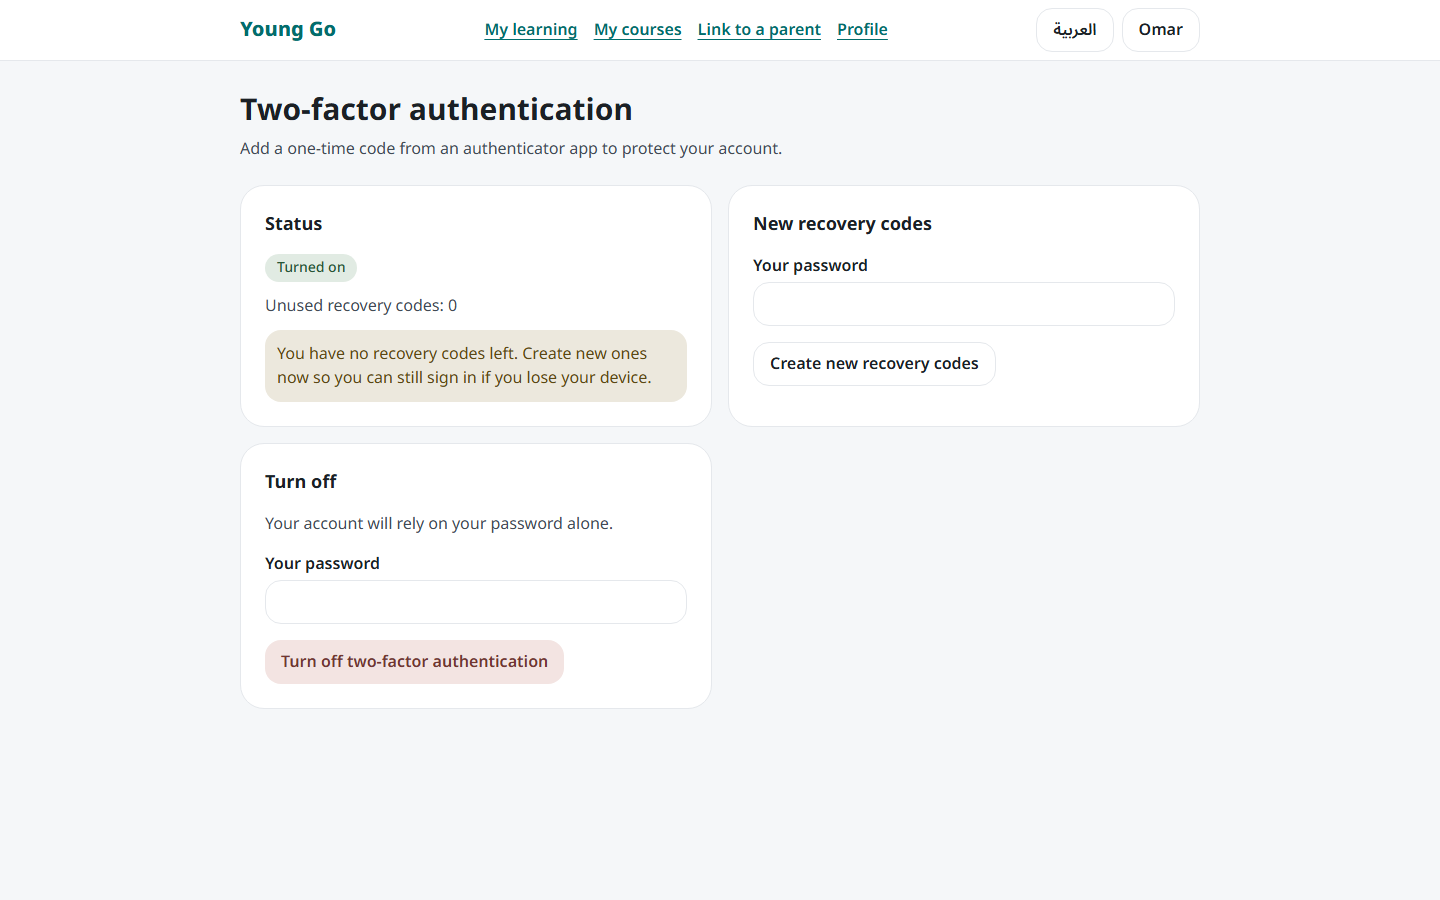 Young Go
My learning
My courses
Link to a parent
Profile
العربية
Omar
Two-factor authentication
Add a one-time code from an authenticator app to protect your account.
Status
Turned on
Unused recovery codes: 0
You have no recovery codes left. Create new ones
now so you can still sign in if you lose your device.
New recovery codes
Your password
Create new recovery codes
Turn off
Your account will rely on your password alone.
Your password
Turn off two-factor authentication